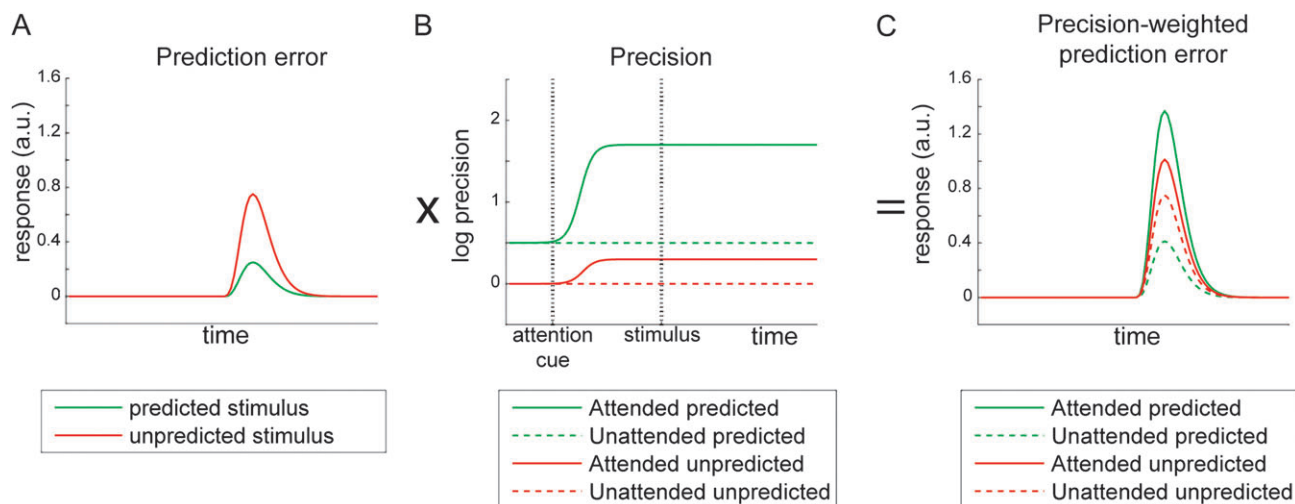 A
Prediction error
response (a.u.)
1.6
1.2
0.8
0.4
0
time
predicted stimulus
unpredicted stimulus
X
B
Precision
log precision
2
1
0
attention
cue
stimulus
time
Attended predicted
Unattended predicted
Attended unpredicted
Unattended unpredicted
=
C
Precision-weighted
prediction error
response (a.u.)
1.6
1.2
0.8
0.4
0
time
Attended predicted
Unattended predicted
Attended unpredicted
Unattended unpredicted